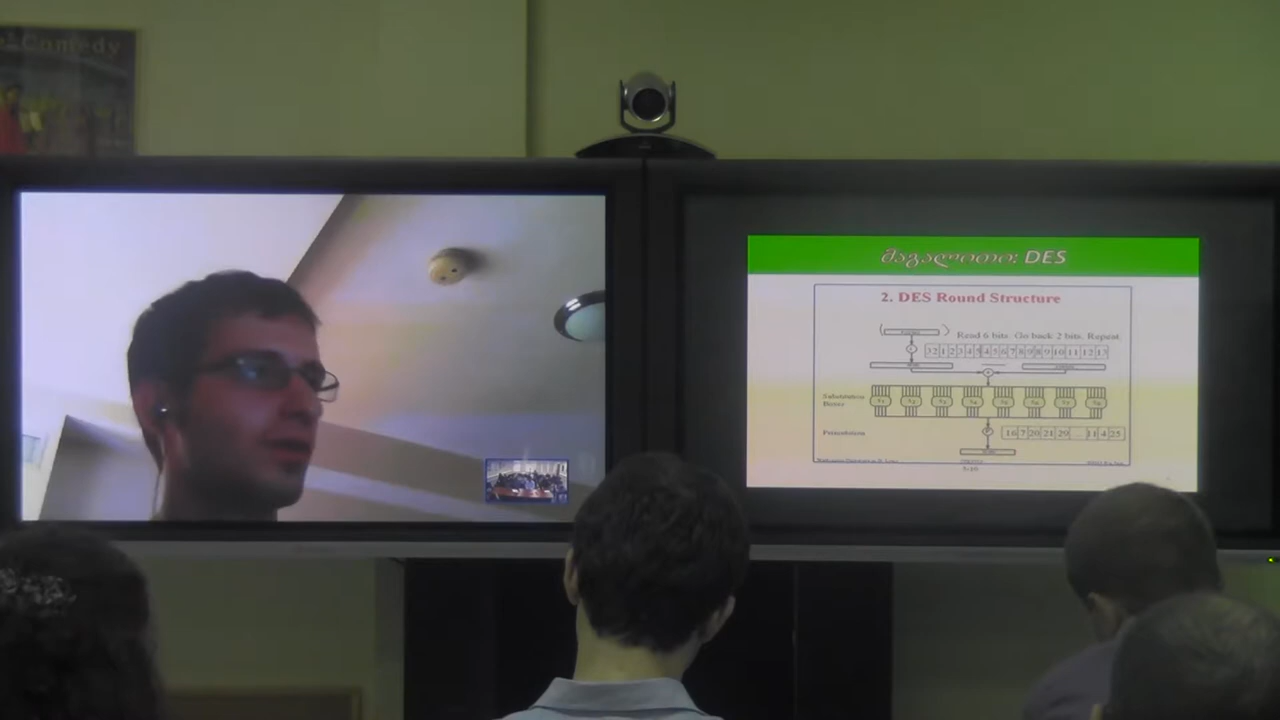 Comedy
მაგალითი: DES
2. DES Round Structure
Read 6 bits. Go back 2 bits. Repeat.
32 1 2 3 4 5 4 5 6 7 8 9 8 9 10 11 12 13
Substitution
Boxes
S1 S2 S3 S4 S5 S6 S7 S8
Permutation
16 7 20 21 29 ... 11 4 25